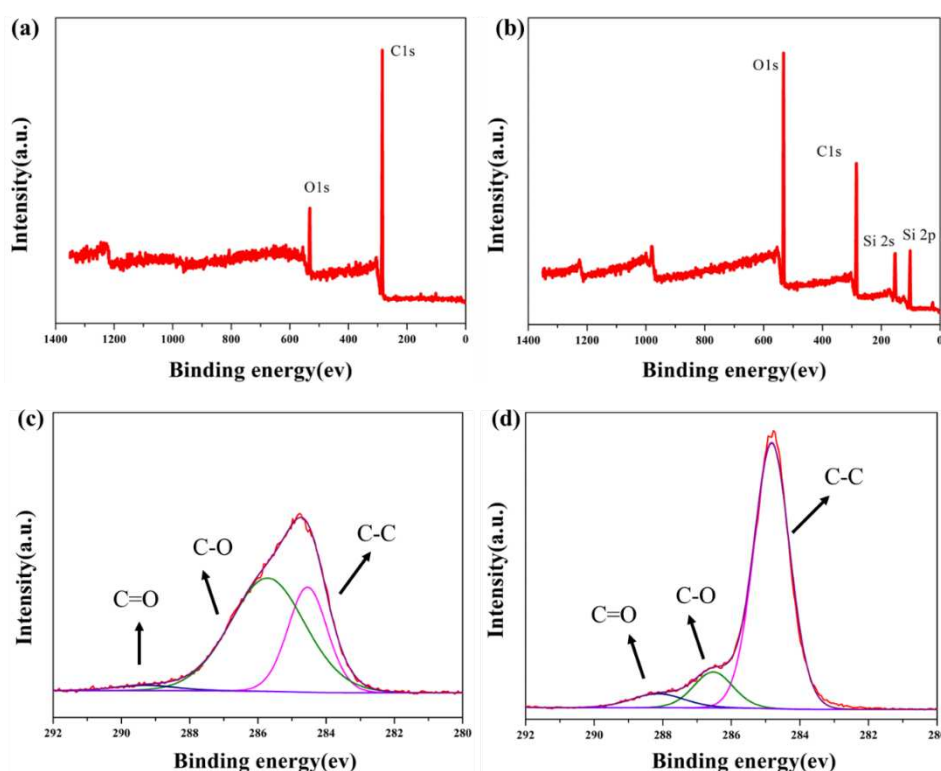 (a)
C1s
O1s
Intensity(a.u.)
1400 1200 1000 800 600 400 200 0
Binding energy(ev)
(b)
O1s
C1s
Si 2s Si 2p
Intensity(a.u.)
1400 1200 1000 800 600 400 200 0
Binding energy(ev)
(c)
C-O
C-C
C=O
Intensity(a.u.)
292 290 288 286 284 282 280
Binding energy(ev)
(d)
C-C
C-O
C=O
Intensity(a.u.)
292 290 288 286 284 282 280
Binding energy(ev)